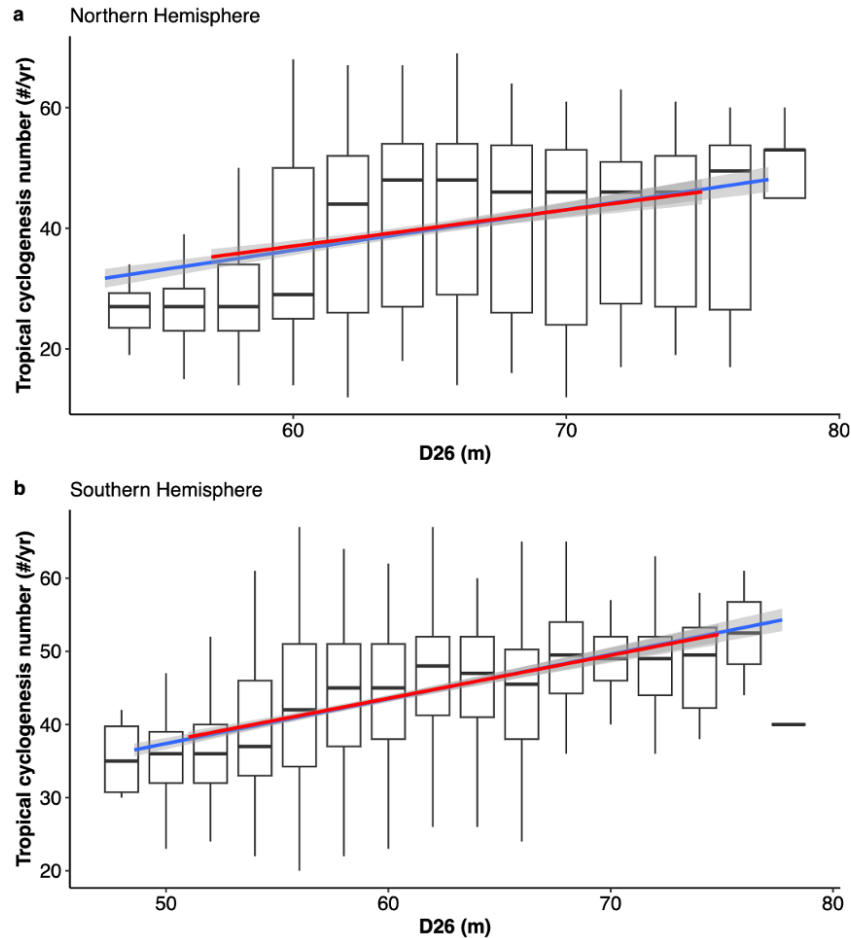 a Northern Hemisphere
Tropical cyclogenesis number (#/yr)
60
40
20
60 70 80
D26 (m)
b Southern Hemisphere
Tropical cyclogenesis number (#/yr)
60
50
40
30
20
50 60 70 80
D26 (m)